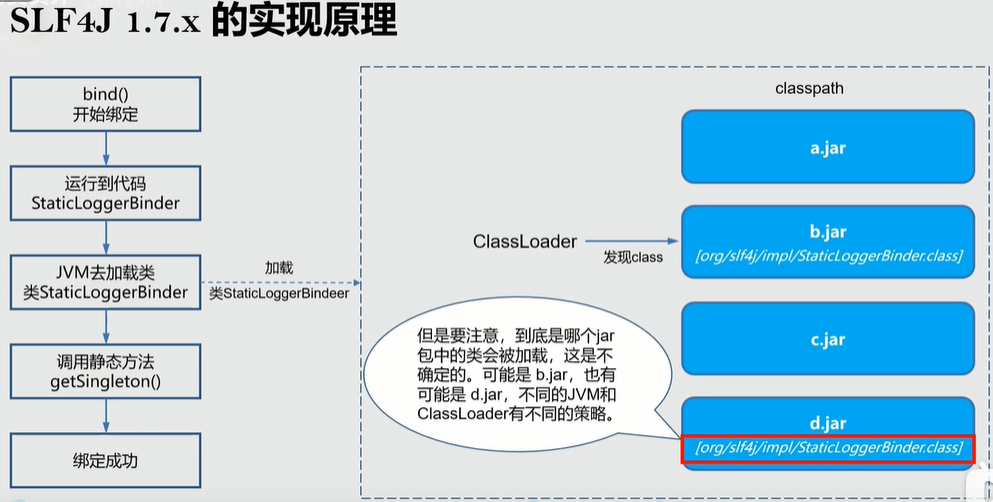 SLF4J 1.7.x 的实现原理
bind()
开始绑定
运行到代码
StaticLoggerBinder
JVM去加载类
类StaticLoggerBinder
调用静态方法
getSingleton()
绑定成功
加载
类StaticLoggerBindeer
classpath
ClassLoader
发现class
a.jar
b.jar
[org/slf4j/impl/StaticLoggerBinder.class]
c.jar
d.jar
[org/slf4j/impl/StaticLoggerBinder.class]
但是要注意，到底是哪个jar
包中的类会被加载，这是不
确定的。可能是 b.jar，也有
可能是 d.jar，不同的JVM和
ClassLoader有不同的策略。